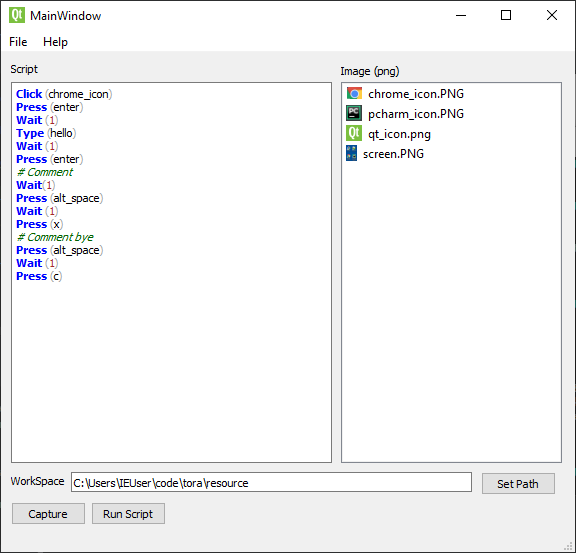 MainWindow
File Help
Script
Click (chrome_icon)
Press (enter)
Wait (1)
Type (hello)
Wait (1)
Press (enter)
# Comment
Wait(1)
Press (alt_space)
Wait (1)
Press (x)
# Comment bye
Press (alt_space)
Wait (1)
Press (c)
Image (png)
chrome_icon.PNG
pcharm_icon.PNG
qt_icon.png
screen.PNG
WorkSpace C:\Users\IEUser\code\tora\resource Set Path
Capture Run Script